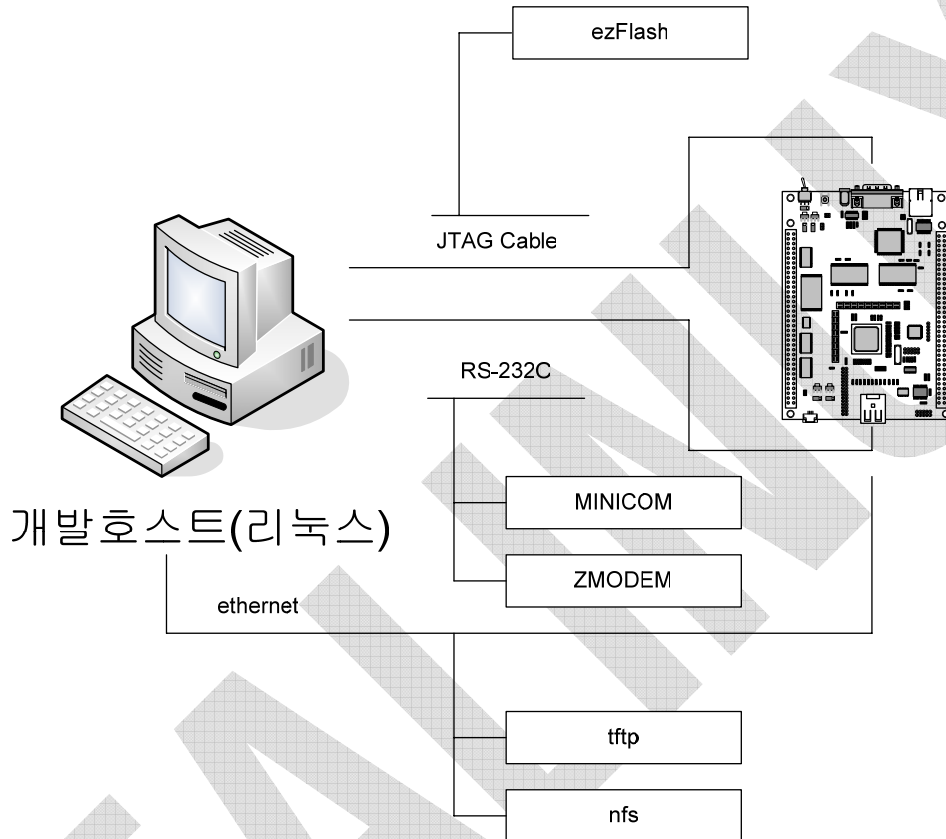 ezFlash
JTAG Cable
RS-232C
MINICOM
개발호스트(리눅스)
ZMODEM
ethernet
tftp
nfs